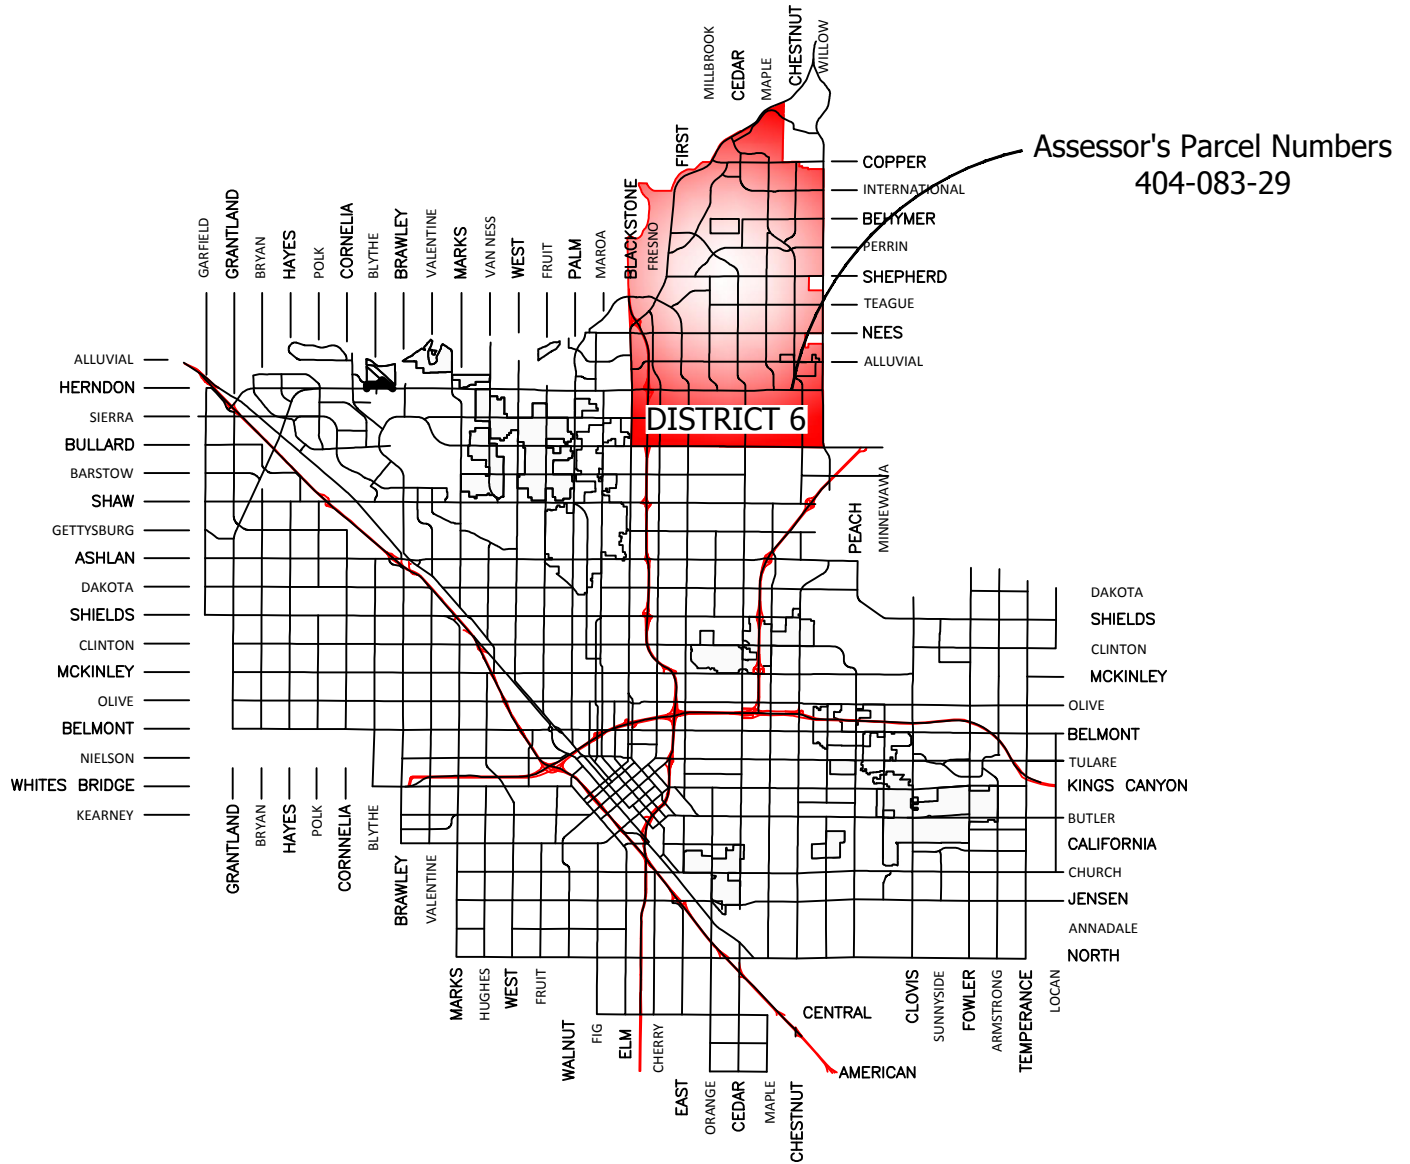 MILLBROOK
CEDAR
MAPLE
CHESTNUT
WILLOW
FIRST
Assessor's Parcel Numbers
404-083-29
COPPER
INTERNATIONAL
BEHYMER
PERRIN
SHEPHERD
TEAGUE
NEES
ALLUVIAL
GARFIELD
GRANTLAND
BRYAN
HAYES
POLK
CORNELIA
BLYTHE
BRAWLEY
VALENTINE
MARKS
VAN NESS
WEST
FRUIT
PALM
MAROA
BLACKSTONE
FRESNO
DISTRICT 6
ALLUVIAL
HERNDON
SIERRA
BULLARD
BARSTOW
SHAW
GETTYSBURG
ASHLAN
DAKOTA
SHIELDS
CLINTON
MCKINLEY
OLIVE
BELMONT
NIELSON
WHITES BRIDGE
KEARNEY
PEACH
MINNEWAWA
DAKOTA
SHIELDS
CLINTON
MCKINLEY
OLIVE
BELMONT
TULARE
KINGS CANYON
BUTLER
CALIFORNIA
CHURCH
JENSEN
ANNADALE
NORTH
GRANTLAND
BRYAN
HAYES
POLK
CORNNELIA
BLYTHE
BRAWLEY
VALENTINE
MARKS
HUGHES
WEST
FRUIT
WALNUT
FIG
ELM
CHERRY
EAST
ORANGE
CEDAR
MAPLE
CHESTNUT
CENTRAL
AMERICAN
CLOVIS
SUNNYSIDE
FOWLER
ARMSTRONG
TEMPERANCE
LOCAN